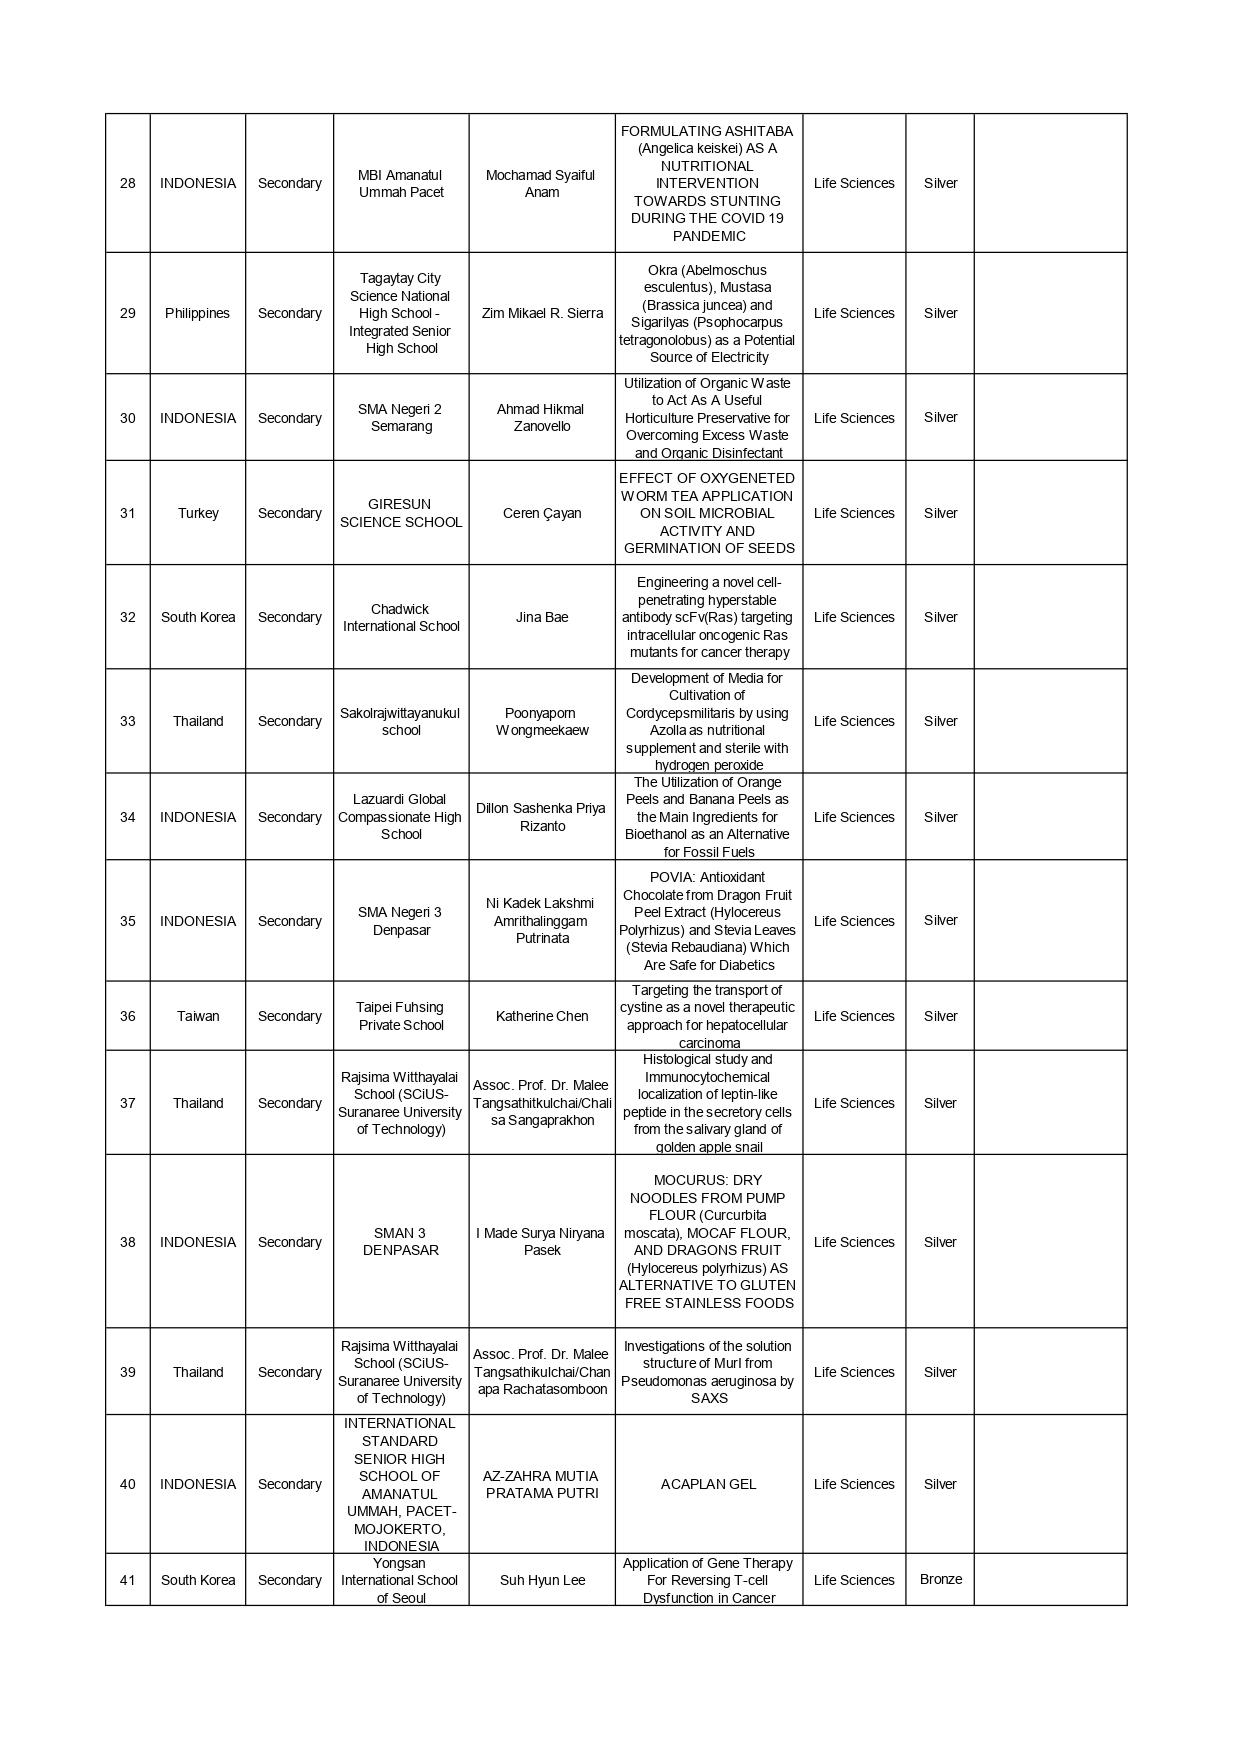 28
INDONESIA
Secondary
MBI Amanatul
Ummah Pacet
Mochamad Syaiful
Anam
FORMULATING ASHITABA
(Angelica keiskei) AS A
NUTRITIONAL
INTERVENTION
TOWARDS STUNTING
DURING THE COVID 19
PANDEMIC
Life Sciences
Silver
29
Philippines
Secondary
Tagaytay City
Science National
High School -
Integrated Senior
High School
Zim Mikael R. Sierra
Okra (Abelmoschus
esculentus), Mustasa
(Brassica juncea) and
Sigarilyas (Psophocarpus
tetragonolobus) as a Potential
Source of Electricity
Life Sciences
Silver
30
INDONESIA
Secondary
SMA Negeri 2
Semarang
Ahmad Hikmal
Zanovello
Utilization of Organic Waste
to Act As A Useful
Horticulture Preservative for
Overcoming Excess Waste
and Organic Disinfectant
Life Sciences
Silver
31
Turkey
Secondary
GIRESUN
SCIENCE SCHOOL
Ceren Çayan
EFFECT OF OXYGENETED
WORM TEA APPLICATION
ON SOIL MICROBIAL
ACTIVITY AND
GERMINATION OF SEEDS
Life Sciences
Silver
32
South Korea
Secondary
Chadwick
International School
Jina Bae
Engineering a novel cell-
penetrating hyperstable
antibody scFv(Ras) targeting
intracellular oncogenic Ras
mutants for cancer therapy
Life Sciences
Silver
33
Thailand
Secondary
Sakolrajwittayanukul
school
Poonyaporn
Wongmeekaew
Development of Media for
Cultivation of
Cordycepsmilitaris by using
Azolla as nutritional
supplement and sterile with
hydrogen peroxide
Life Sciences
Silver
34
INDONESIA
Secondary
Lazuardi Global
Compassionate High
School
Dillon Sashenka Priya
Rizanto
The Utilization of Orange
Peels and Banana Peels as
the Main Ingredients for
Bioethanol as an Alternative
for Fossil Fuels
Life Sciences
Silver
35
INDONESIA
Secondary
SMA Negeri 3
Denpasar
Ni Kadek Lakshmi
Amrithalinggam
Putrinata
POVIA: Antioxidant
Chocolate from Dragon Fruit
Peel Extract (Hylocereus
Polyrhizus) and Stevia Leaves
(Stevia Rebaudiana) Which
Are Safe for Diabetics
Life Sciences
Silver
36
Taiwan
Secondary
Taipei Fuhsing
Private School
Katherine Chen
Targeting the transport of
cystine as a novel therapeutic
approach for hepatocellular
carcinoma
Life Sciences
Silver
37
Thailand
Secondary
Rajsima Witthayalai
School (SCiUS-
Suranaree University
of Technology)
Assoc. Prof. Dr. Malee
Tangsathitkulchai/Chali
sa Sangaprakhon
Histological study and
Immunocytochemical
localization of leptin-like
peptide in the secretory cells
from the salivary gland of
golden apple snail
Life Sciences
Silver
38
INDONESIA
Secondary
SMAN 3
DENPASAR
I Made Surya Niryana
Pasek
MOCURUS: DRY
NOODLES FROM PUMP
FLOUR (Curcurbita
moscata), MOCAF FLOUR,
AND DRAGONS FRUIT
(Hylocereus polyrhizus) AS
ALTERNATIVE TO GLUTEN
FREE STAINLESS FOODS
Life Sciences
Silver
39
Thailand
Secondary
Rajsima Witthayalai
School (SCiUS-
Suranaree University
of Technology)
Assoc. Prof. Dr. Malee
Tangsathikulchai/Chan
apa Rachatasomboon
Investigations of the solution
structure of MurI from
Pseudomonas aeruginosa by
SAXS
Life Sciences
Silver
40
INDONESIA
Secondary
INTERNATIONAL
STANDARD
SENIOR HIGH
SCHOOL OF
AMANATUL
UMMAH, PACET-
MOJOKERTO,
INDONESIA
AZ-ZAHRA MUTIA
PRATAMA PUTRI
ACAPLAN GEL
Life Sciences
Silver
41
South Korea
Secondary
Yongsan
International School
of Seoul
Suh Hyun Lee
Application of Gene Therapy
For Reversing T-cell
Dysfunction in Cancer
Life Sciences
Bronze